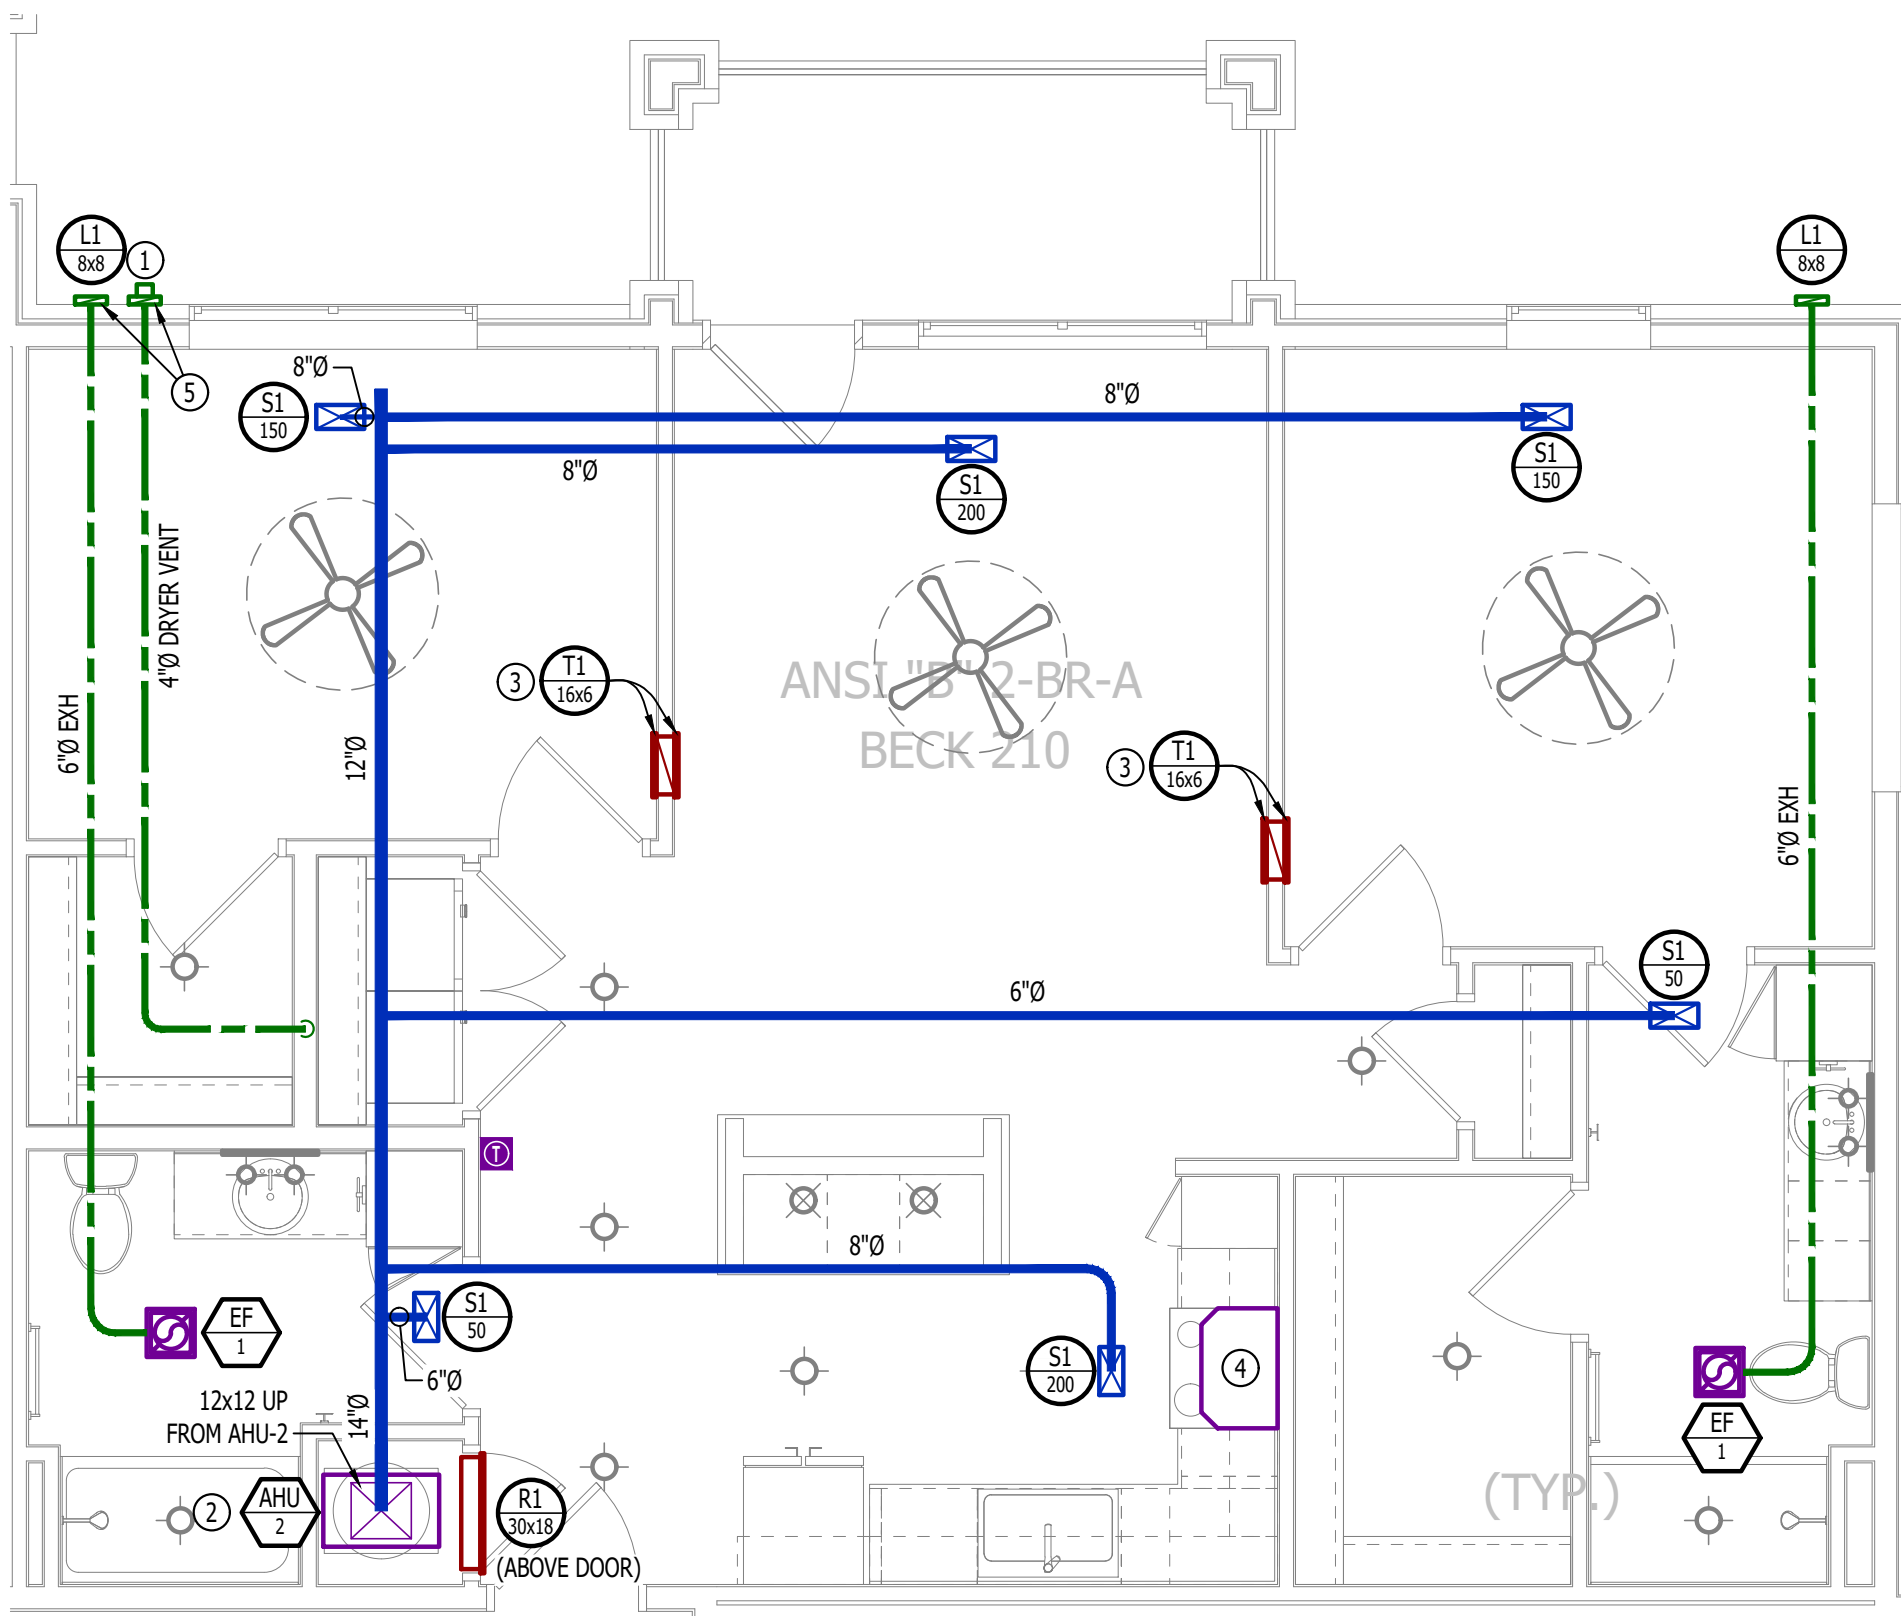 L1
8x8
1
L1
8x8
5
8"Ø
S1
150
8"Ø
S1
150
8"Ø
S1
200
4"Ø DRYER VENT
6"Ø EXH
12"Ø
3
T1
16x6
ANSI "B" 2-BR-A
BECK 210
3
T1
16x6
6"Ø EXH
S1
50
6"Ø
T
8"Ø
S1
50
6"Ø
S1
200
4
EF
1
12x12 UP
FROM AHU-2
14"Ø
2
AHU
2
R1
30x18
(ABOVE DOOR)
EF
1
(TYP.)